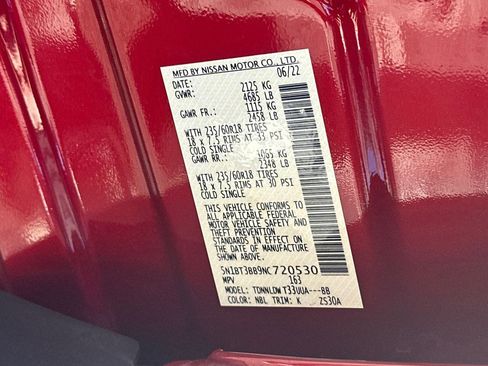 MFD BY NISSAN MOTOR CO., LTD.
DATE: 06/22
GVWR: 2125 KG
4685 LB
GAWR FR.: 1115 KG
2458 LB
WITH 235/60R18 TIRES
18 x 7.5 RIMS AT 33 PSI
COLD SINGLE
GAWR RR.: 1065 KG
2348 LB
WITH 235/60R18 TIRES
18 x 7.5 RIMS AT 30 PSI
COLD SINGLE
THIS VEHICLE CONFORMS TO
ALL APPLICABLE FEDERAL
MOTOR VEHICLE SAFETY AND
THEFT PREVENTION
STANDARDS IN EFFECT ON THE
DATE OF MANUFACTURE
SHOWN ABOVE
5N1BT3BB9NC720530
MPV 163
MODEL: TDNNLDW T33UUA---BB
COLOR: NBL TRIM: K ZS30A